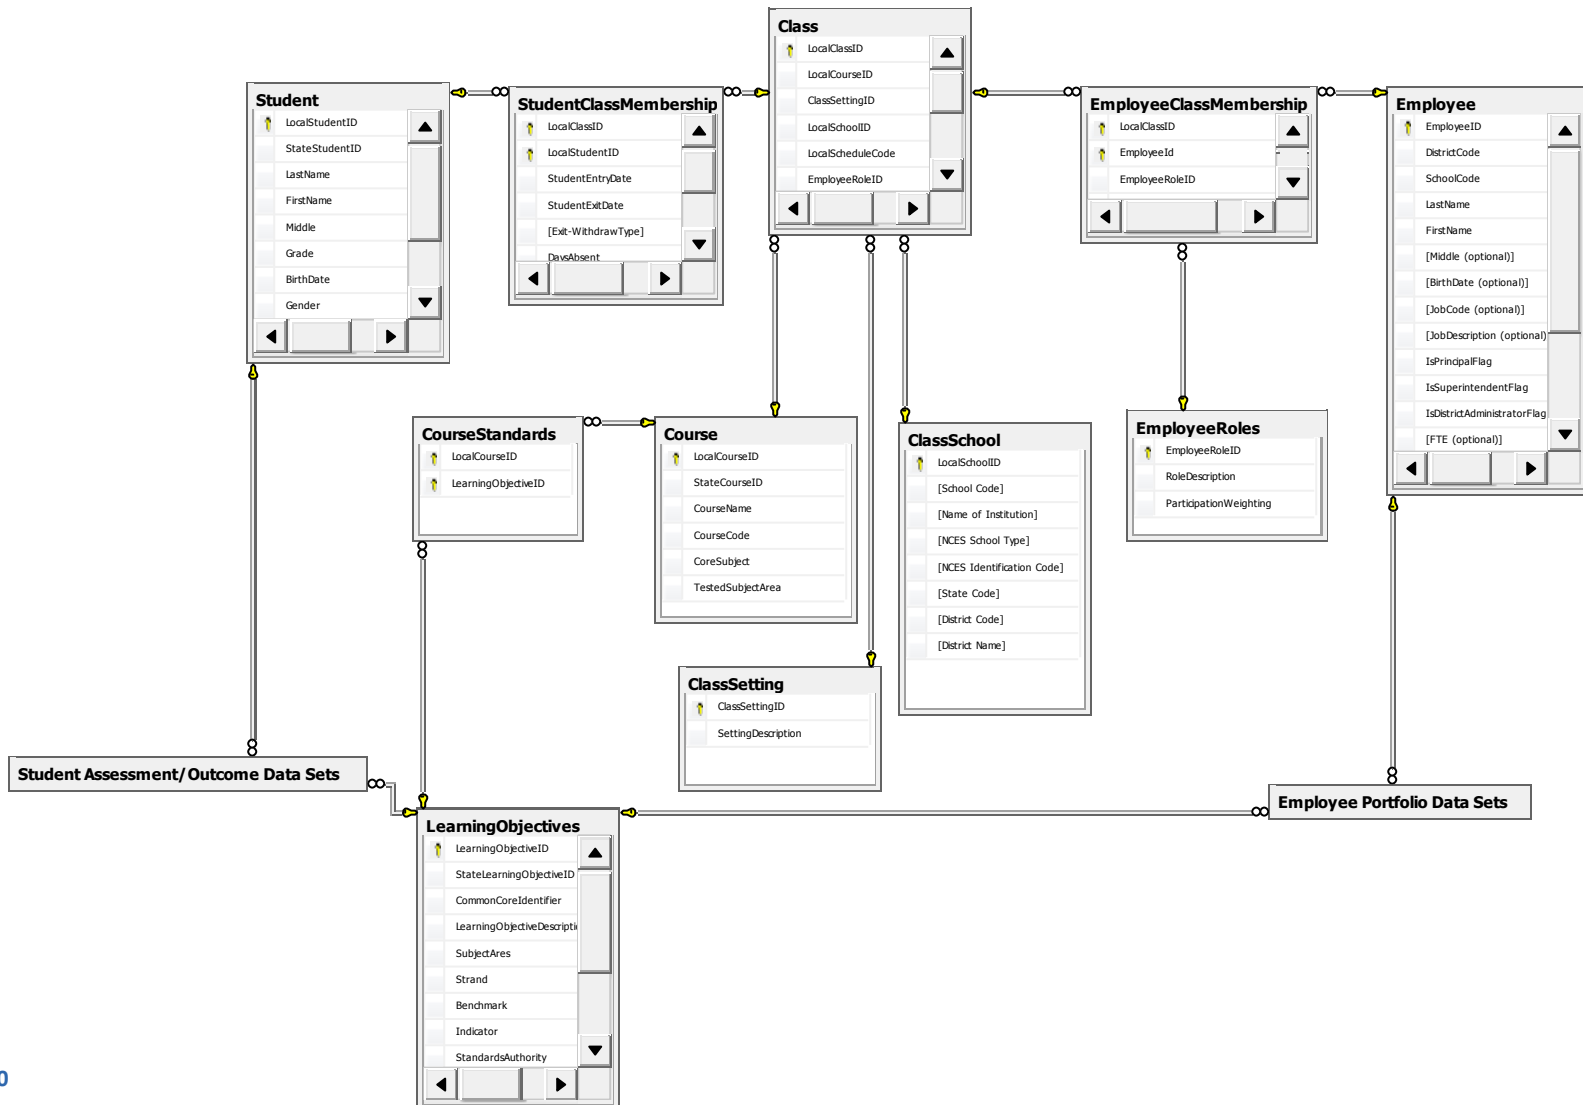 Class
LocalClassID
LocalCourseID
ClassSettingID
LocalSchoolID
LocalScheduleCode
EmployeeRoleID
Student
LocalStudentID
StateStudentID
LastName
FirstName
Middle
Grade
BirthDate
Gender
StudentClassMembership
LocalClassID
LocalStudentID
StudentEntryDate
StudentExitDate
[Exit-WithdrawType]
DaysAbsent
EmployeeClassMembership
LocalClassID
EmployeeId
EmployeeRoleID
Employee
EmployeeID
DistrictCode
SchoolCode
LastName
FirstName
[Middle (optional)]
[BirthDate (optional)]
[JobCode (optional)]
[JobDescription (optional)
IsPrincipalFlag
IsSuperintendentFlag
IsDistrictAdministratorFlag
[FTE (optional)]
CourseStandards
LocalCourseID
LearningObjectiveID
Course
LocalCourseID
StateCourseID
CourseName
CourseCode
CoreSubject
TestedSubjectArea
ClassSchool
LocalSchoolID
[School Code]
[Name of Institution]
[NCES School Type]
[NCES Identification Code]
[State Code]
[District Code]
[District Name]
EmployeeRoles
EmployeeRoleID
RoleDescription
ParticipationWeighting
ClassSetting
ClassSettingID
SettingDescription
Student Assessment/Outcome Data Sets
Employee Portfolio Data Sets
LearningObjectives
LearningObjectiveID
StateLearningObjectiveID
CommonCoreIdentifier
LearningObjectiveDescripti
SubjectAres
Strand
Benchmark
Indicator
StandardsAuthority
0